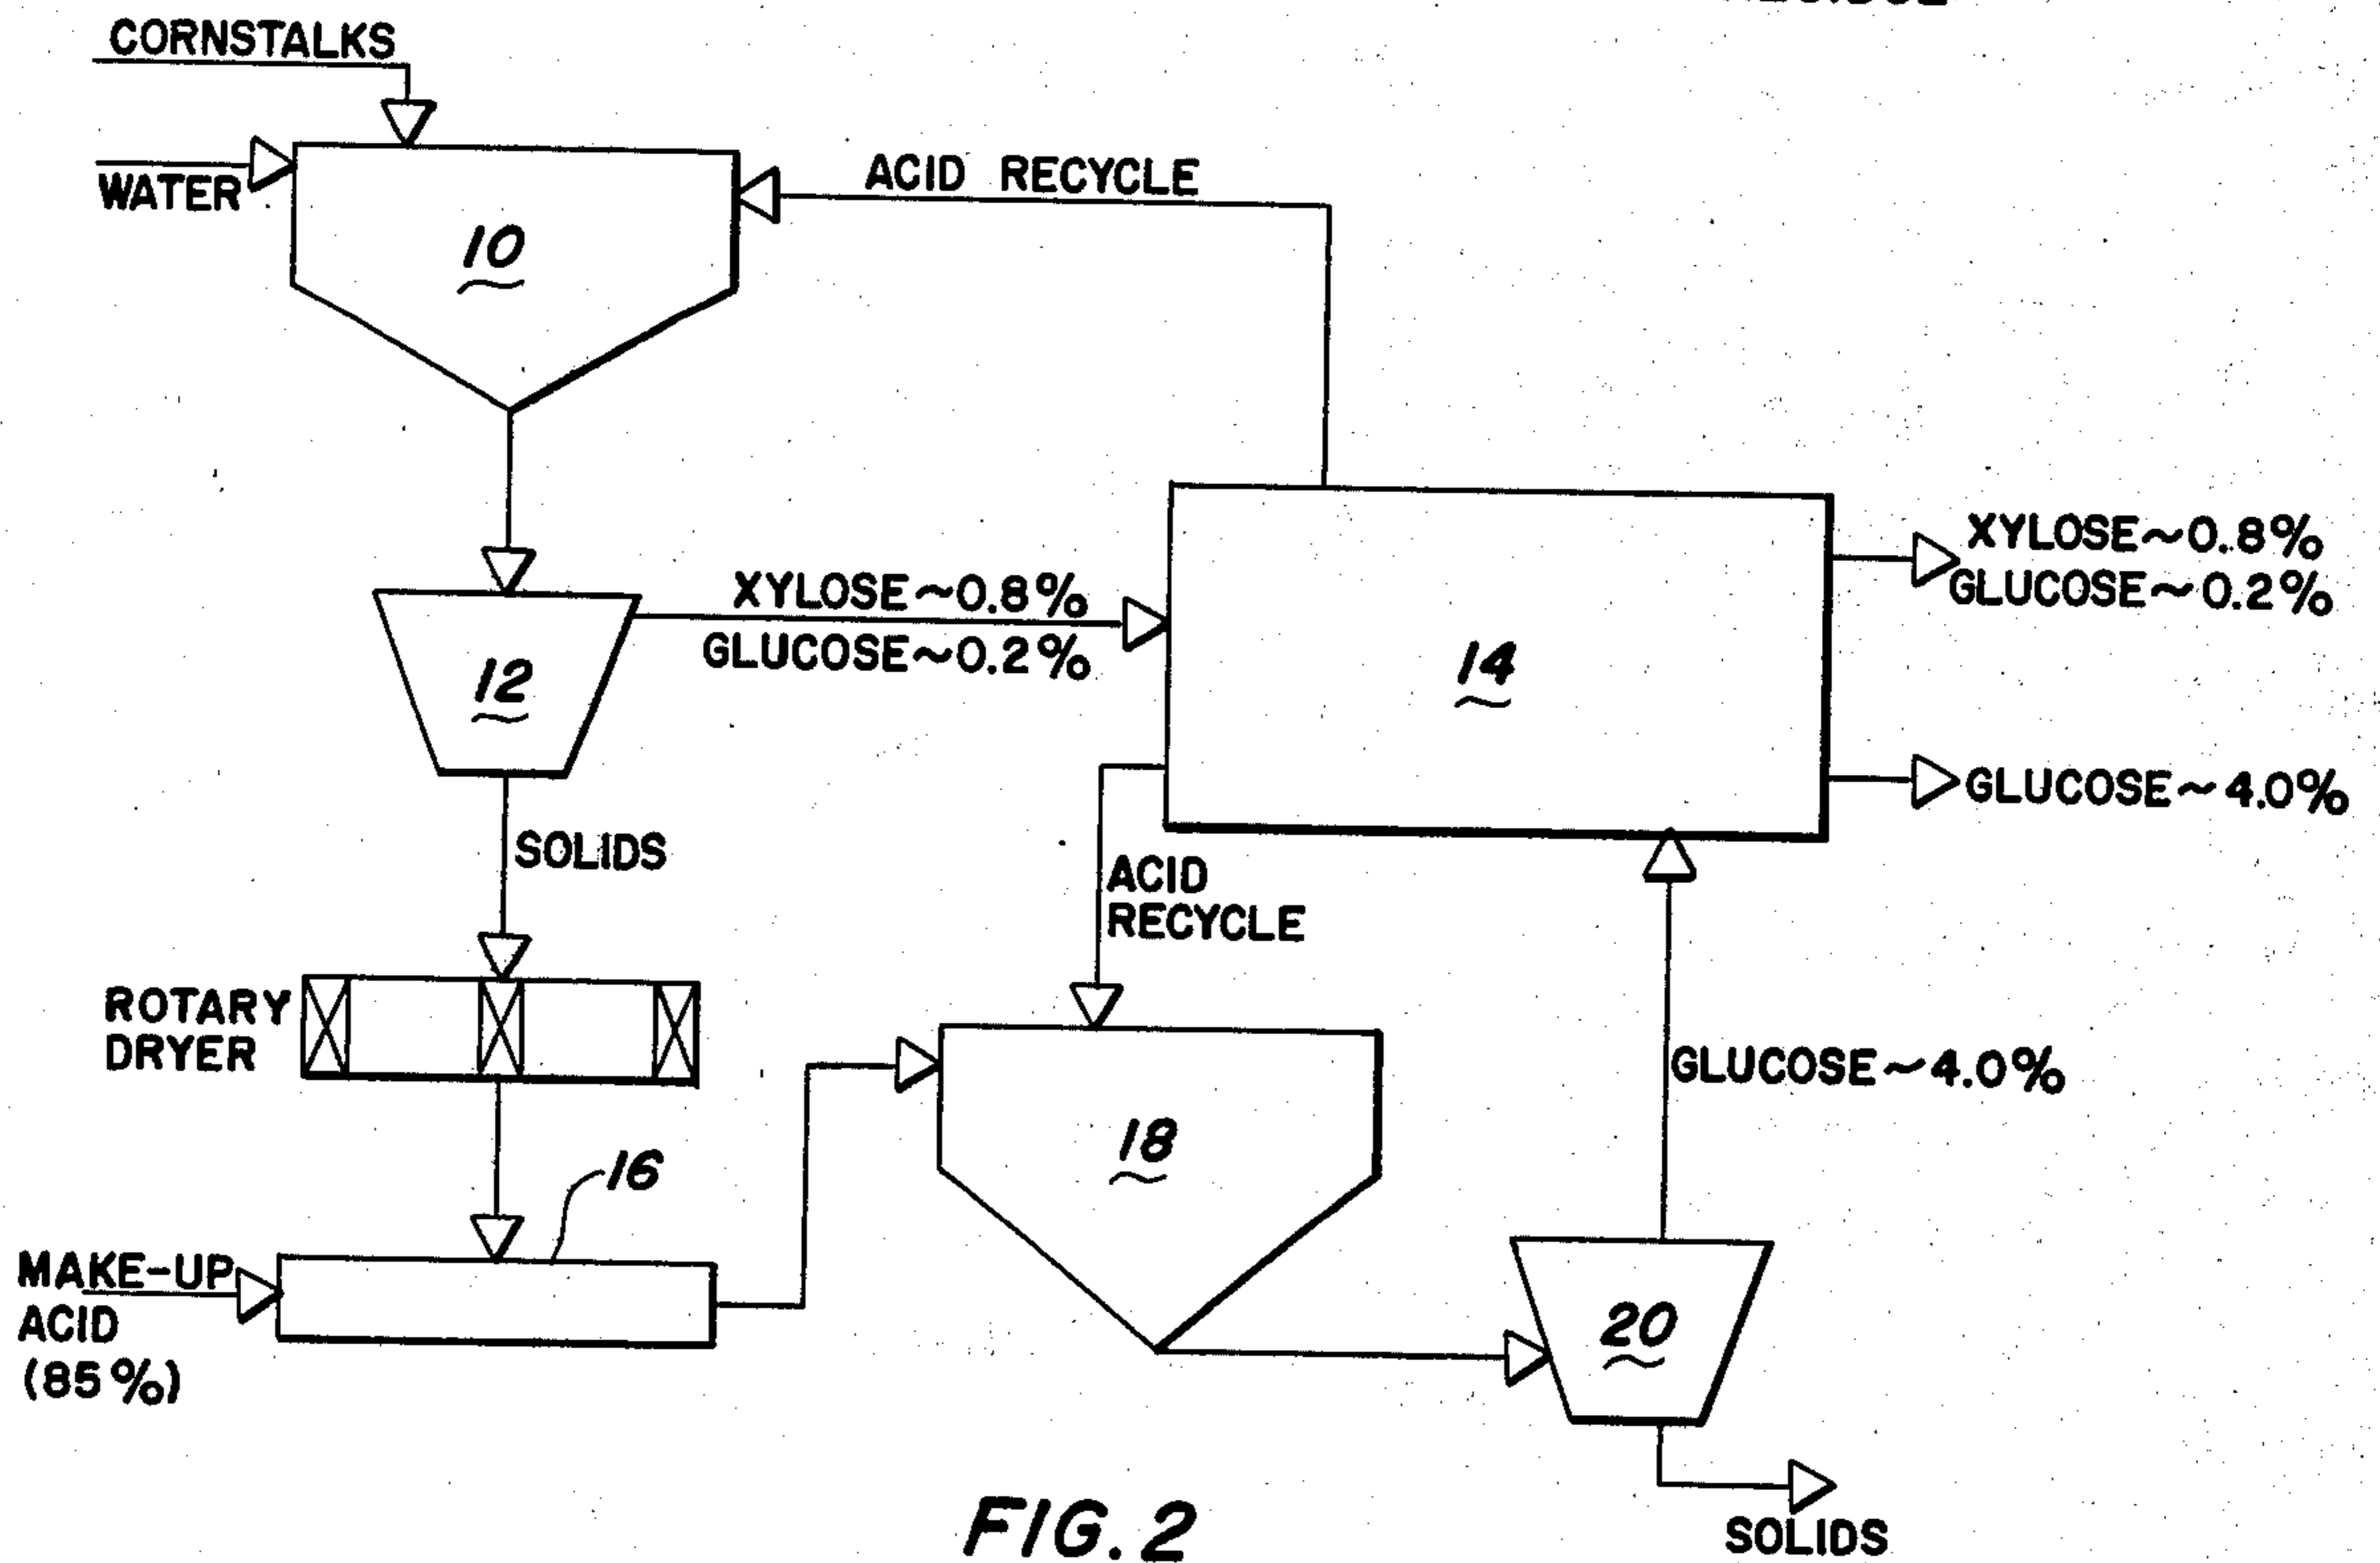 CORNSTALKS
WATER
ACID RECYCLE
10
XYLOSE~0.8%
GLUCOSE~0.2%
12
14
XYLOSE~0.8%
GLUCOSE~0.2%
GLUCOSE~4.0%
SOLIDS
ACID
RECYCLE
ROTARY
DRYER
GLUCOSE~4.0%
16
18
MAKE-UP
ACID
(85%)
20
SOLIDS
FIG. 2